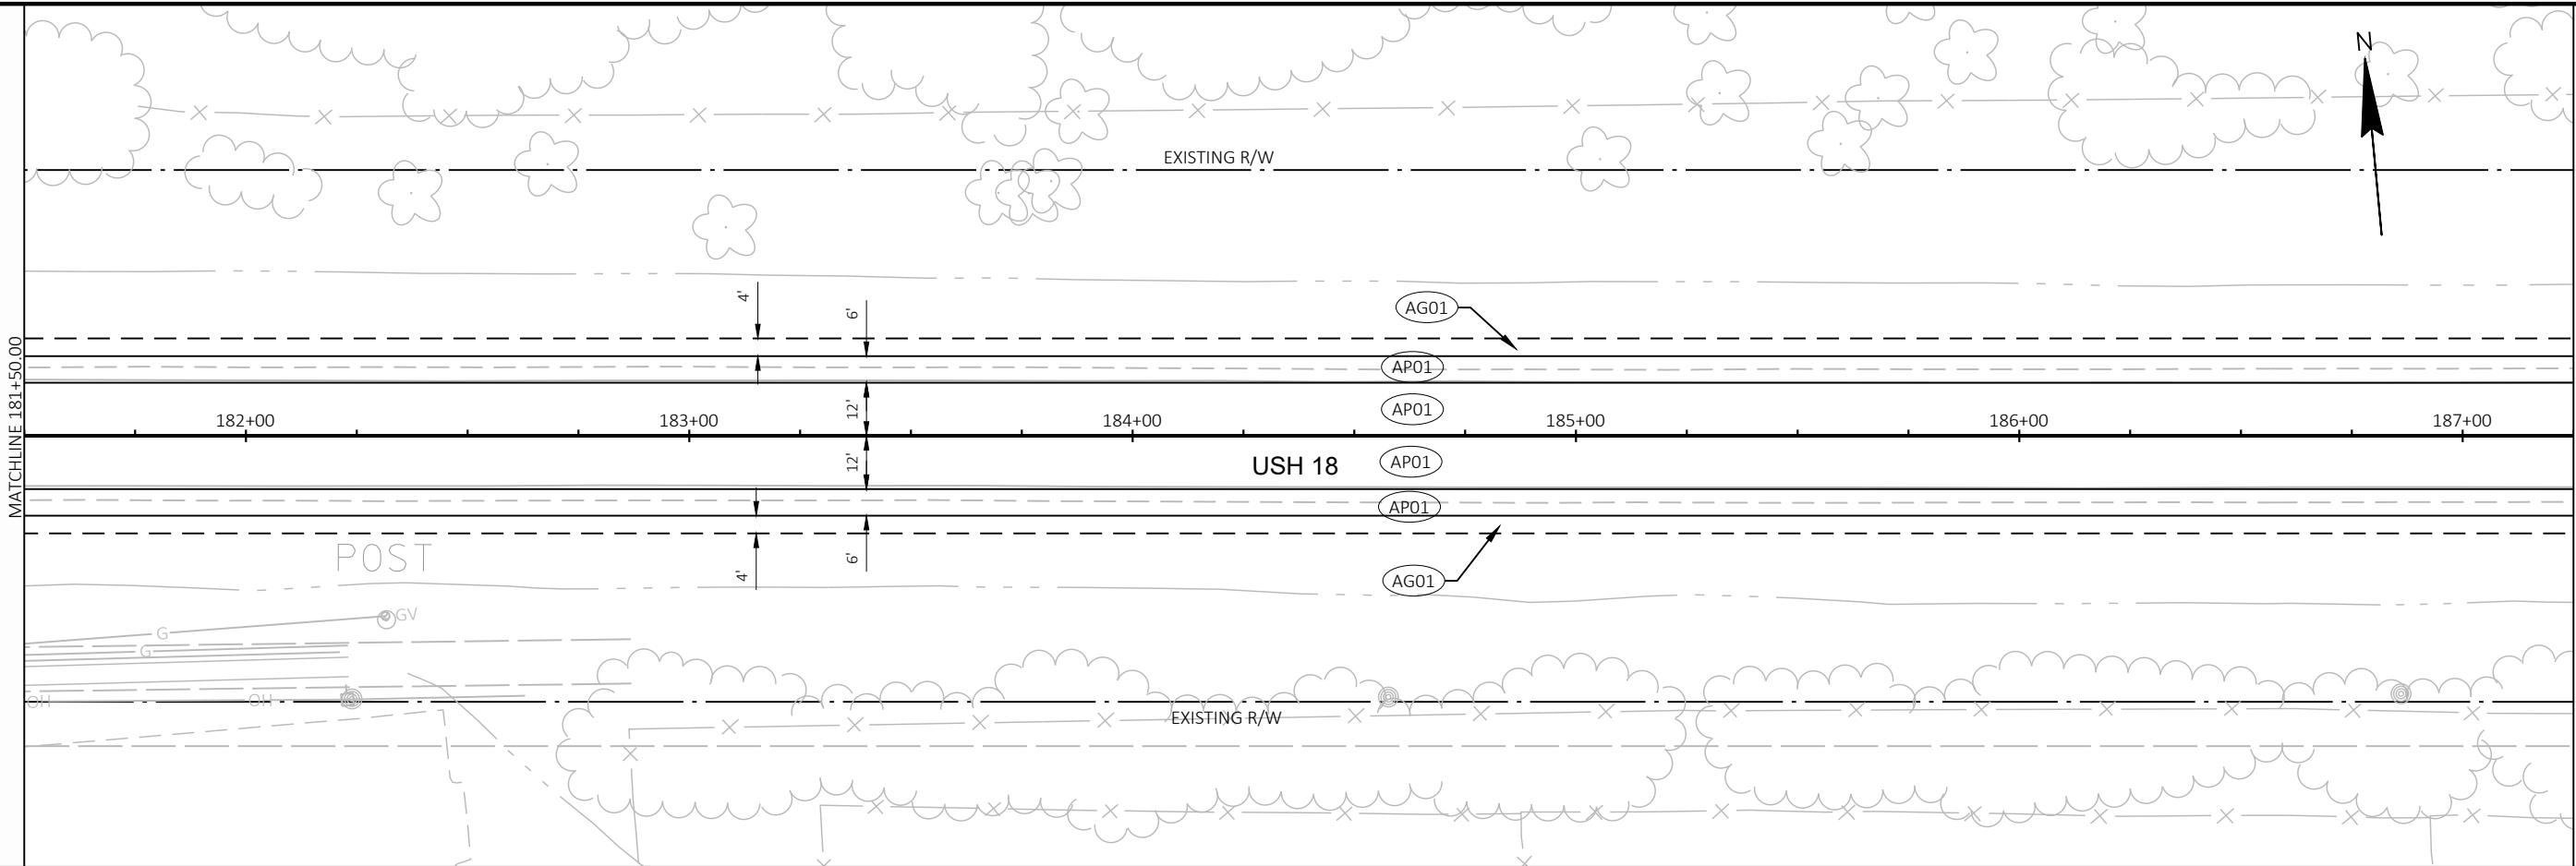 N
EXISTING R/W
4'
6'
AG01
AP01
12'
AP01
182+00
183+00
184+00
185+00
186+00
187+00
MATCHLINE 181+50.00
12'
USH 18
AP01
AP01
POST
4'
6'
AG01
GV
G
G
OH
OH
EXISTING R/W